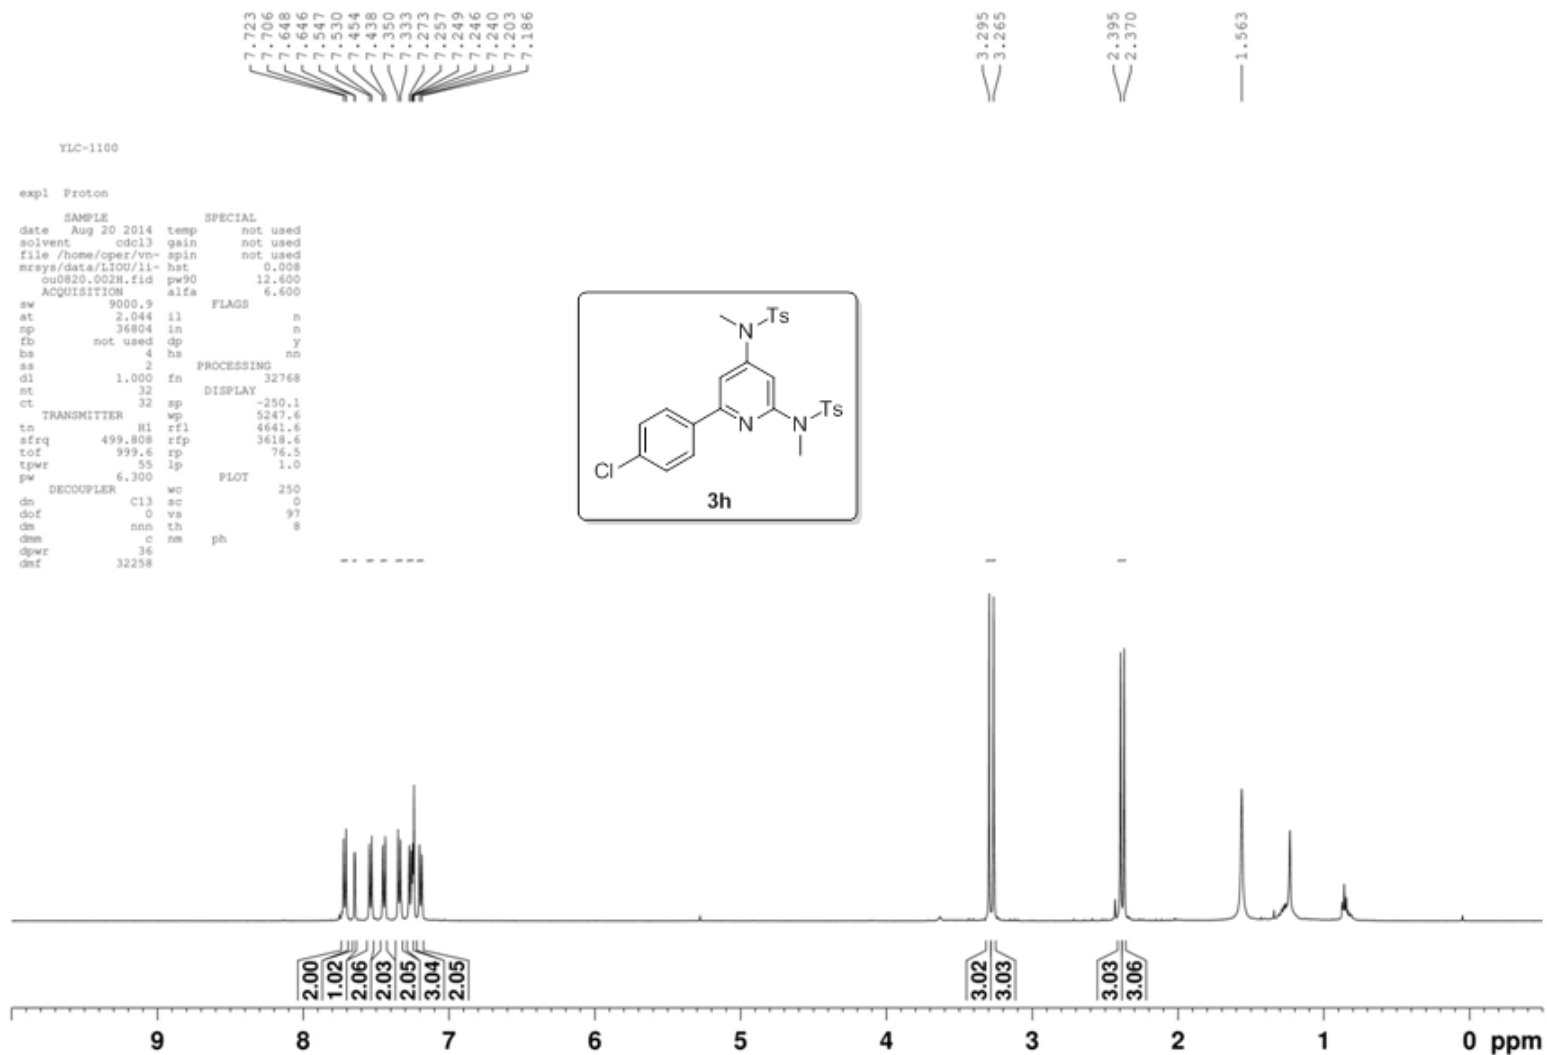 7.723
7.706
7.648
7.646
7.547
7.530
7.454
7.438
7.350
7.333
7.273
7.257
7.249
7.246
7.240
7.203
7.186
3.295
3.265
2.395
2.370
1.563
YLC-1100
exp1 Proton
SAMPLE SPECIAL
date Aug 20 2014 temp not used
solvent cdcl3 gain not used
file /home/oper/vn~ spin not used
mrsys/data/LIOU/li~ hst 0.008
ou0820.002H.fid pw90 12.600
ACQUISITION alfa 6.600
sw 9000.9 FLAGS
at 2.044 il n
np 36804 in n
fb not used dp y
bs 4 hs nn
ss 2 PROCESSING
d1 1.000 fn 32768
nt 32 DISPLAY
ct 32 sp -250.1
TRANSMITTER wp 5247.6
tn H1 rfl 4641.6
sfrq 499.808 rfp 3618.6
tof 999.6 rp 76.5
tpwr 55 lp 1.0
pw 6.300 PLOT
DECOUPLER wc 250
dn C13 sc 0
dof 0 vs 97
dm nnn th 8
dmm c nm ph
dpwr 36
dmf 32258
N Ts
N N Ts
Cl
3h
2.00
1.02
2.06
2.03
2.05
3.04
2.05
3.02
3.03
3.03
3.06
9 8 7 6 5 4 3 2 1 0 ppm